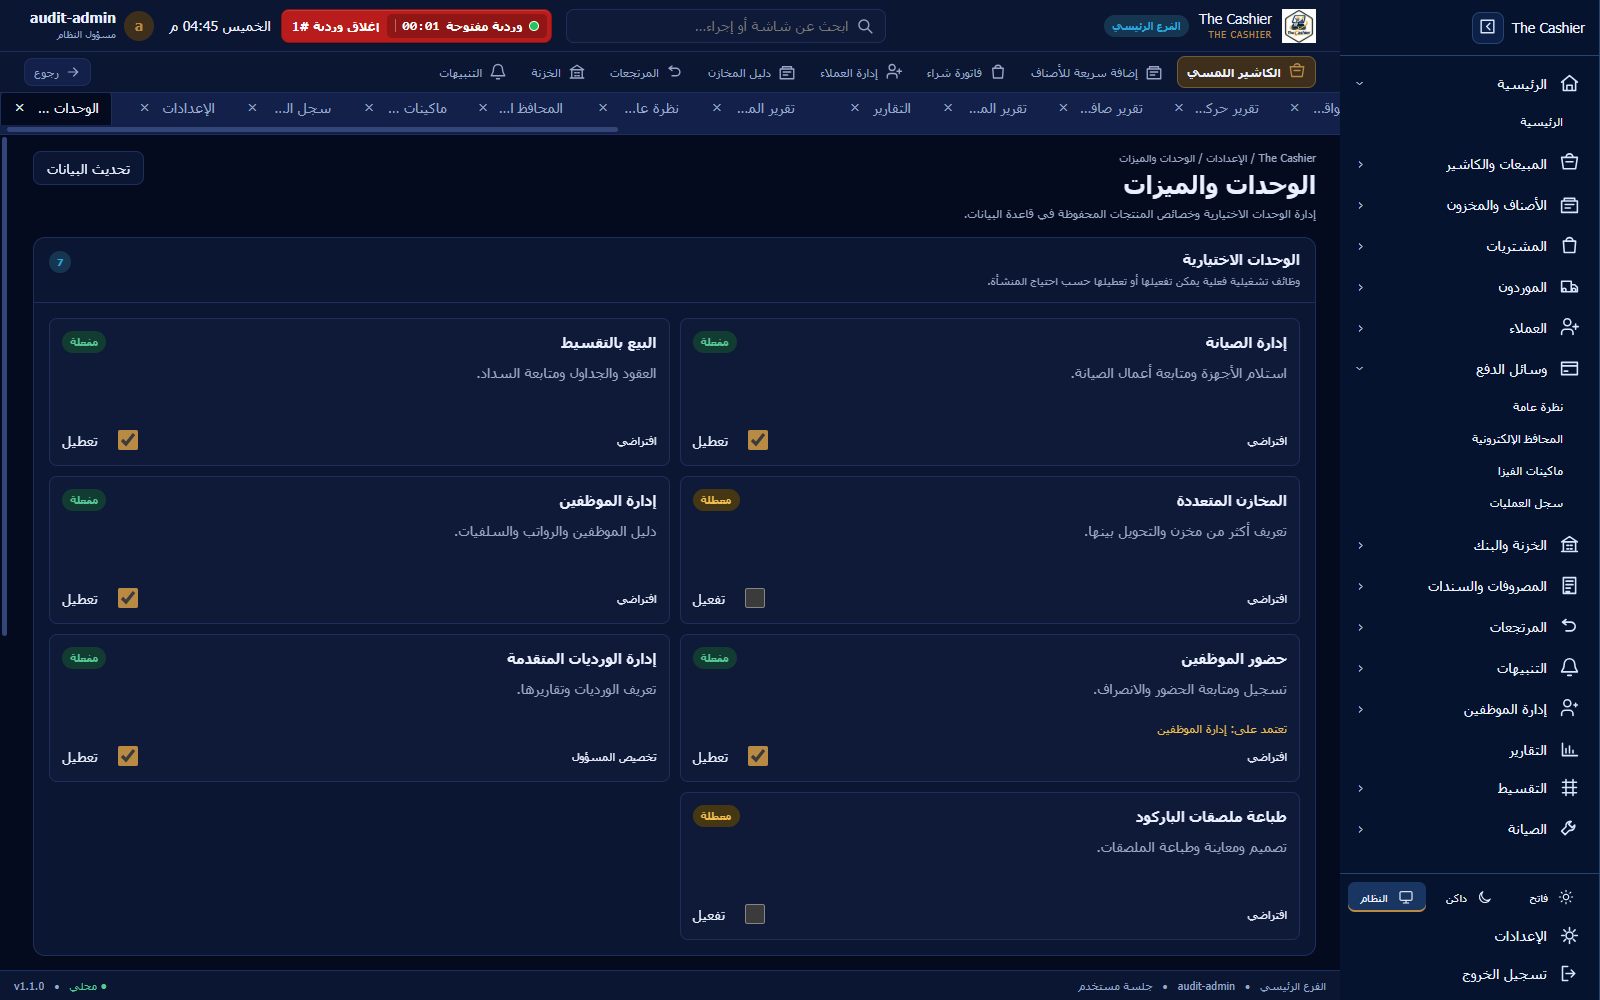 The Cashier
الرئيسية
الرئيسية
المبيعات والكاشير
الأصناف والمخزون
المشتريات
الموردون
العملاء
وسائل الدفع
نظرة عامة
المحافظ الإلكترونية
ماكينات الفيزا
سجل العمليات
الخزنة والبنك
المصروفات والسندات
المرتجعات
التنبيهات
إدارة الموظفين
التقارير
التقسيط
الصيانة
فاتح
داكن
النظام
الإعدادات
تسجيل الخروج
The Cashier
THE CASHIER
الفرع الرئيسي
ابحث عن شاشة أو إجراء...
وردية مفتوحة 00:01
إغلاق وردية #1
الخميس 04:45 م
a
audit-admin
مسؤول النظام
الكاشير اللمسي
إضافة سريعة للأصناف
فاتورة شراء
إدارة العملاء
دليل المخازن
المرتجعات
الخزنة
التنبيهات
رجوع
تقرير حرك...
تقرير صاف...
تقرير الم...
التقارير
تقرير الم...
نظرة عا...
المحافظ ا...
ماكينات ...
سجل الـ...
الإعدادات
الوحدات ...
The Cashier / الإعدادات / الوحدات والميزات
الوحدات والميزات
إدارة الوحدات الاختيارية وخصائص المنتجات المحفوظة في قاعدة البيانات.
تحديث البيانات
الوحدات الاختيارية
وظائف تشغيلية فعلية يمكن تفعيلها أو تعطيلها حسب احتياج المنشأة.
7
إدارة الصيانة
مفعلة
استلام الأجهزة ومتابعة أعمال الصيانة.
افتراضي
تعطيل
البيع بالتقسيط
مفعلة
العقود والجداول ومتابعة السداد.
افتراضي
تعطيل
المخازن المتعددة
معطلة
تعريف أكثر من مخزن والتحويل بينها.
افتراضي
تفعيل
إدارة الموظفين
مفعلة
دليل الموظفين والرواتب والسلفيات.
افتراضي
تعطيل
حضور الموظفين
مفعلة
تسجيل ومتابعة الحضور والانصراف.
تعتمد على: إدارة الموظفين
افتراضي
تعطيل
إدارة الورديات المتقدمة
مفعلة
تعريف الورديات وتقاريرها.
تخصيص المسؤول
تعطيل
طباعة ملصقات الباركود
معطلة
تصميم ومعاينة وطباعة الملصقات.
افتراضي
تفعيل
الفرع الرئيسي • audit-admin • جلسة مستخدم
محلي • v1.1.0